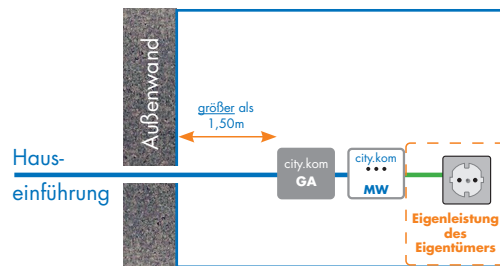 Außenwand
größer als
1,50m
Haus-
einführung
city.kom
GA
city.kom
MW
Eigenleistung
des
Eigentümers